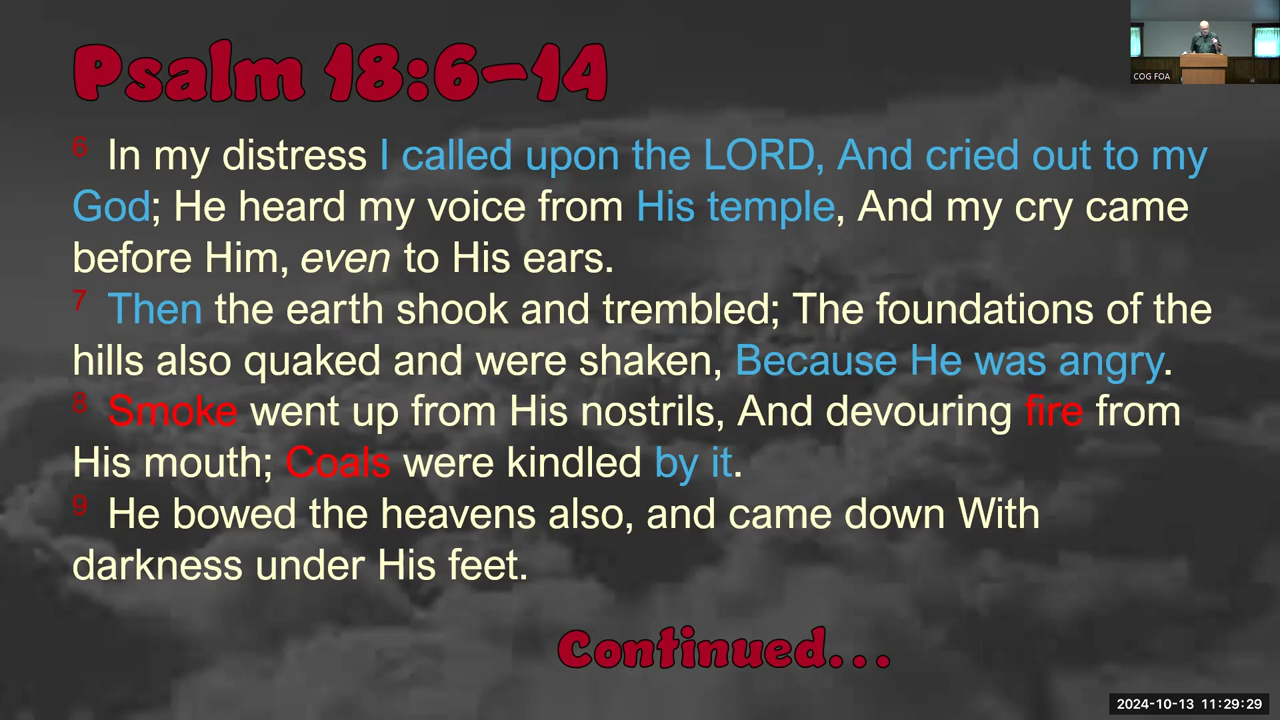 Psalm 18:6-14
COG FOA
6 In my distress I called upon the LORD, And cried out to my
God; He heard my voice from His temple, And my cry came
before Him, even to His ears.
7 Then the earth shook and trembled; The foundations of the
hills also quaked and were shaken, Because He was angry.
8 Smoke went up from His nostrils, And devouring fire from
His mouth; Coals were kindled by it.
9 He bowed the heavens also, and came down With
darkness under His feet.
Continued...
2024-10-13 11:29:29